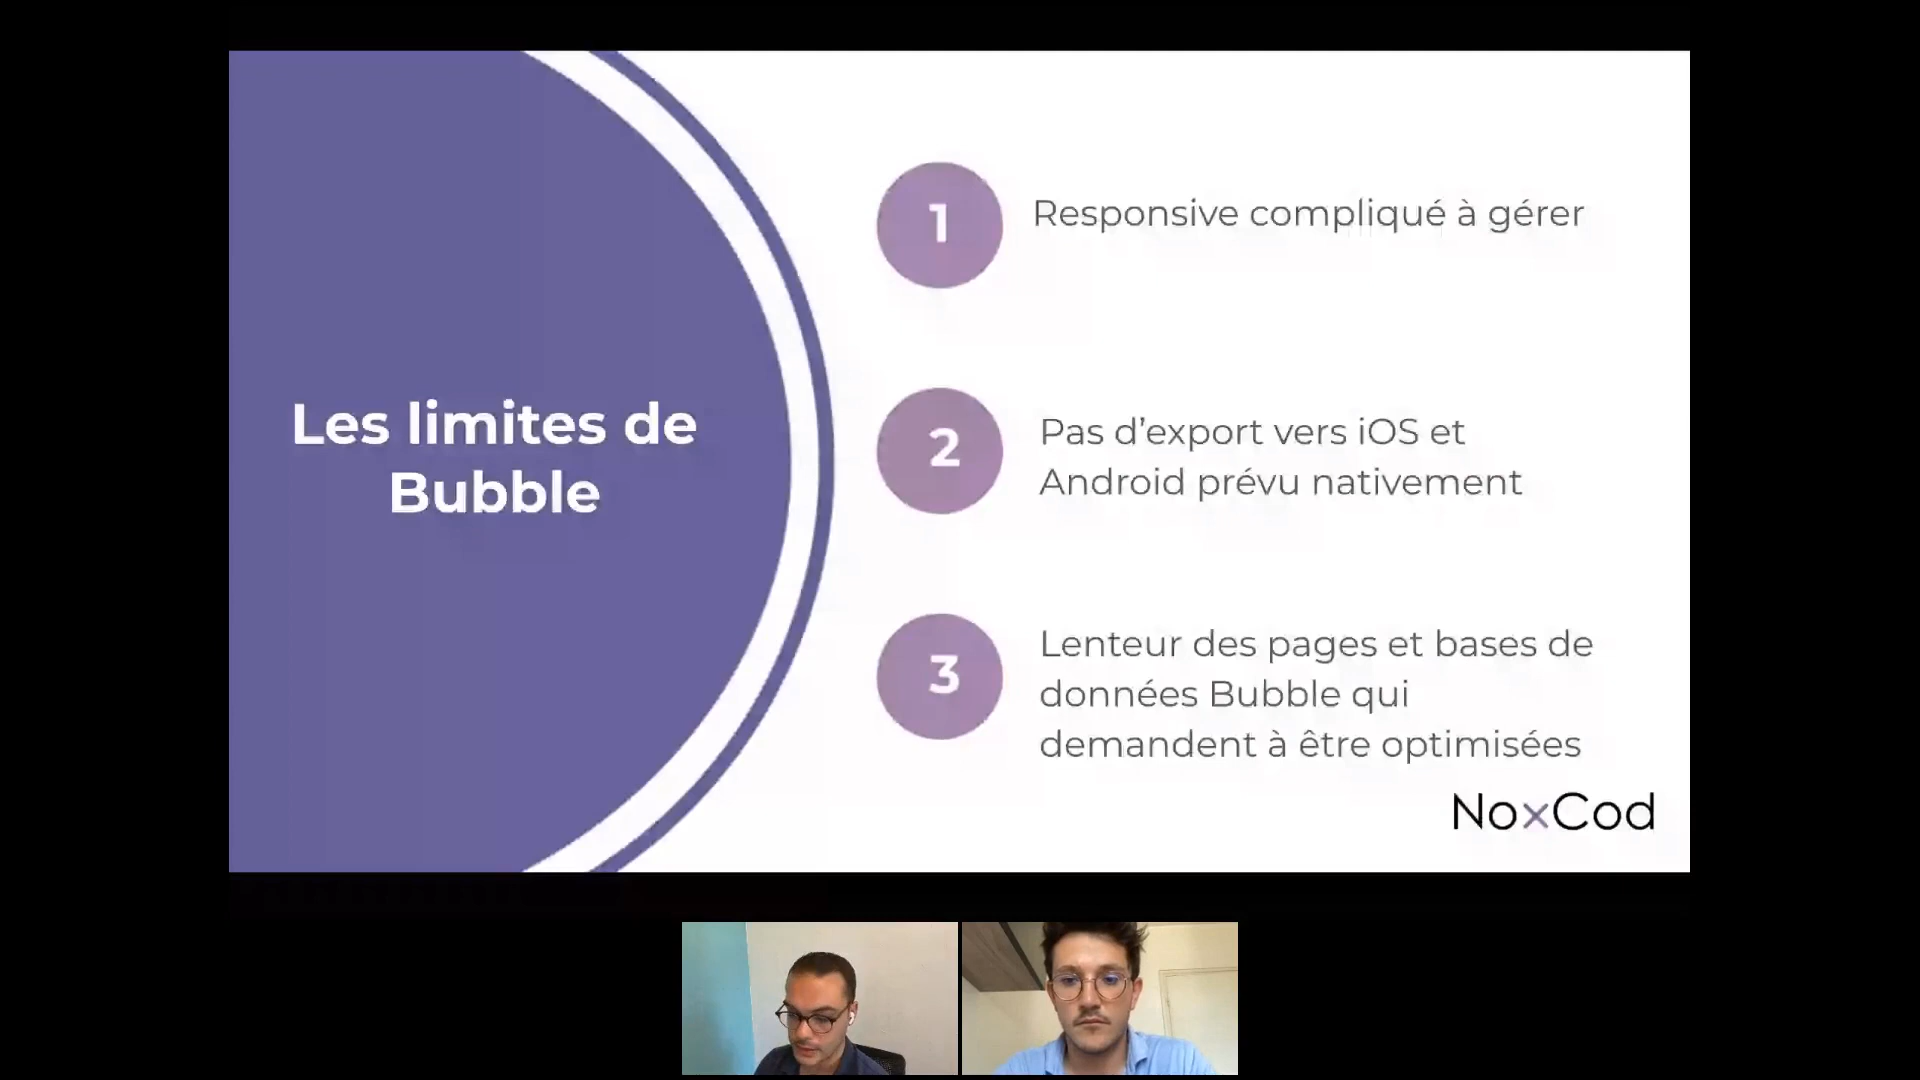 Les limites de
Bubble
1
Responsive compliqué à gérer
2
Pas d’export vers iOS et
Android prévu nativement
3
Lenteur des pages et bases de
données Bubble qui
demandent à être optimisées
NoxCod